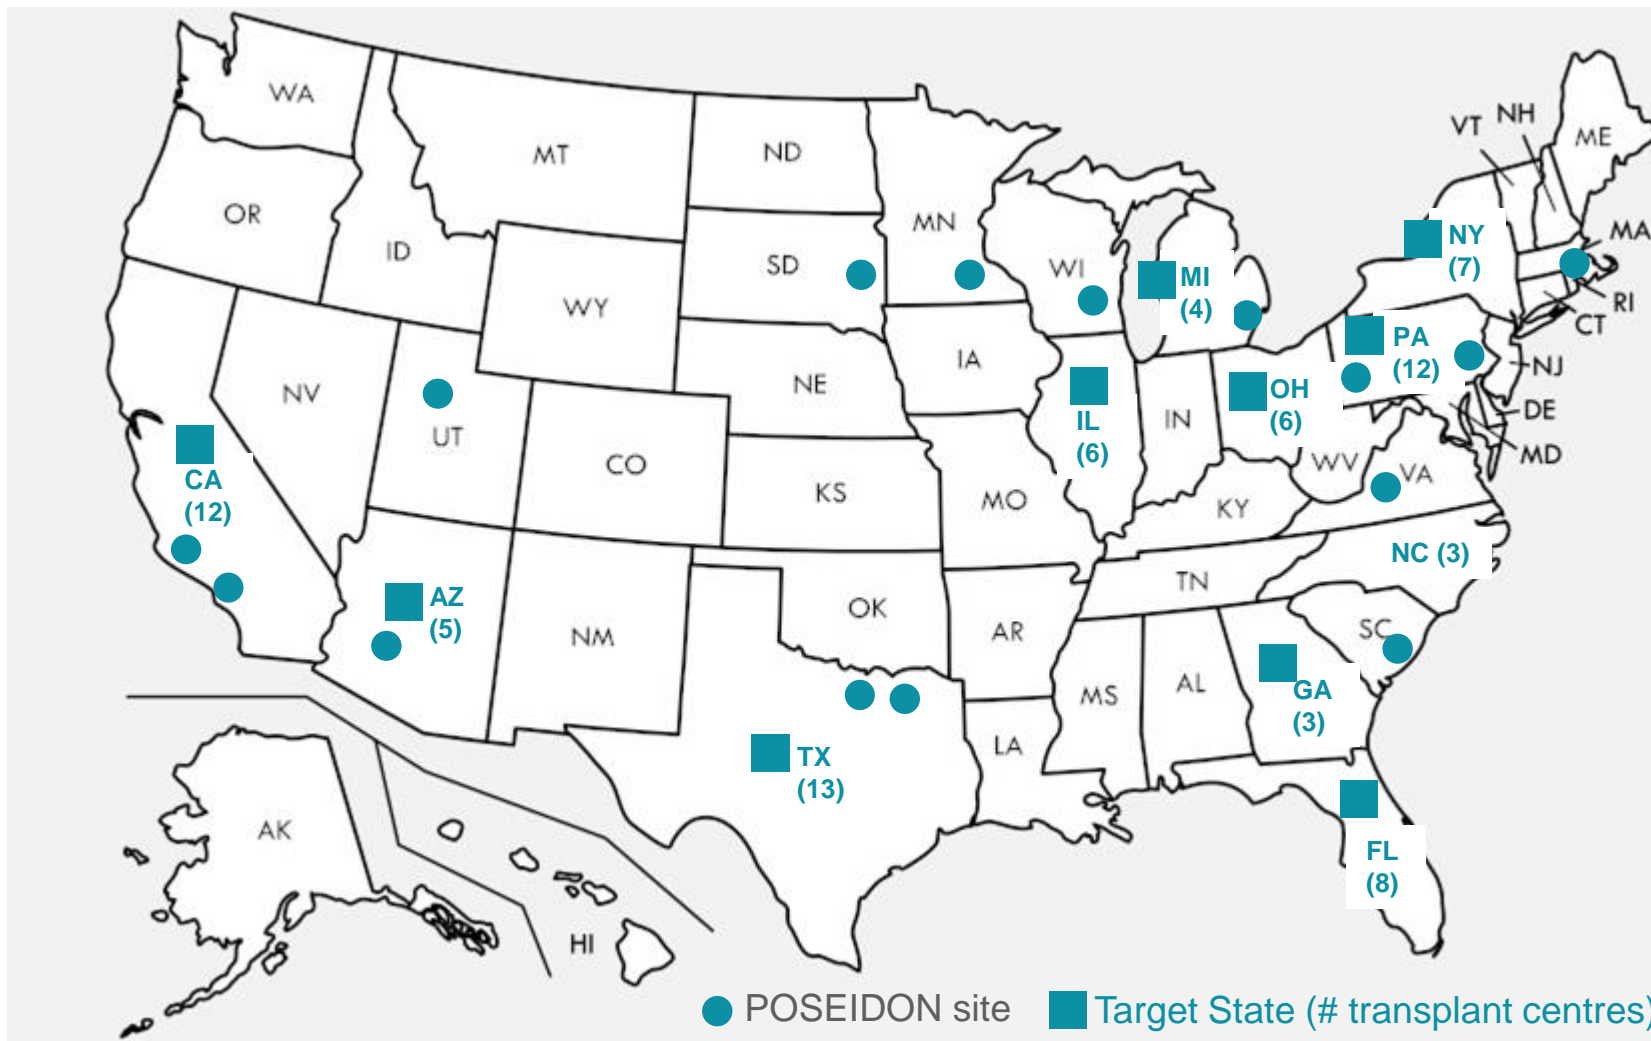 WA
MT
ND
MN
VT
NH
ME
OR
ID
SD
WI
MI
(4)
NY
(7)
MA
WY
RI
CT
PA
(12)
NJ
NV
UT
NE
IA
IL
(6)
IN
OH
(6)
DE
MD
CA
(12)
CO
KS
MO
WV
VA
KY
NC (3)
AZ
(5)
NM
OK
TN
AR
SC
MS
AL
GA
(3)
TX
(13)
LA
FL
(8)
AK
HI
POSEIDON site
Target State (# transplant centres)